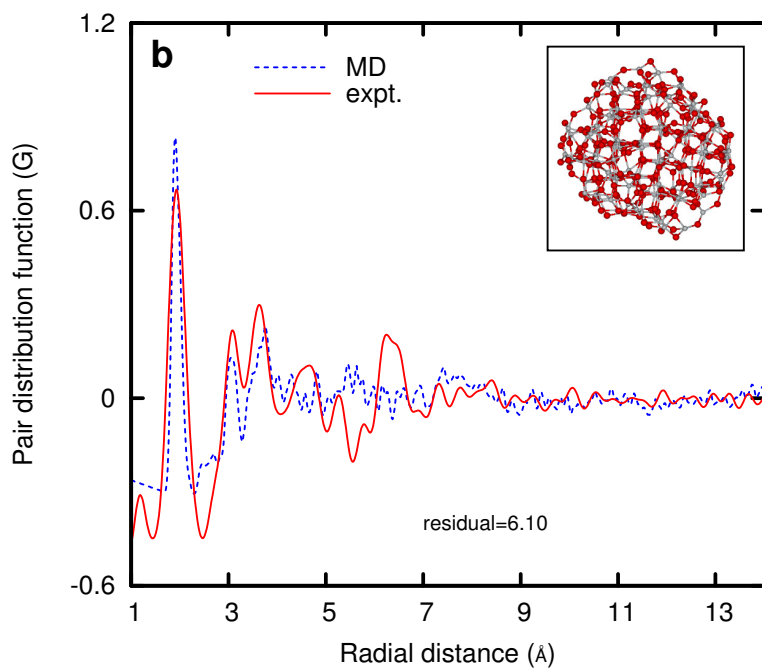 b
MD
expt.
1.2
0.6
0
-0.6
Pair distribution function (G)
residual=6.10
1 3 5 7 9 11 13
Radial distance (Å)